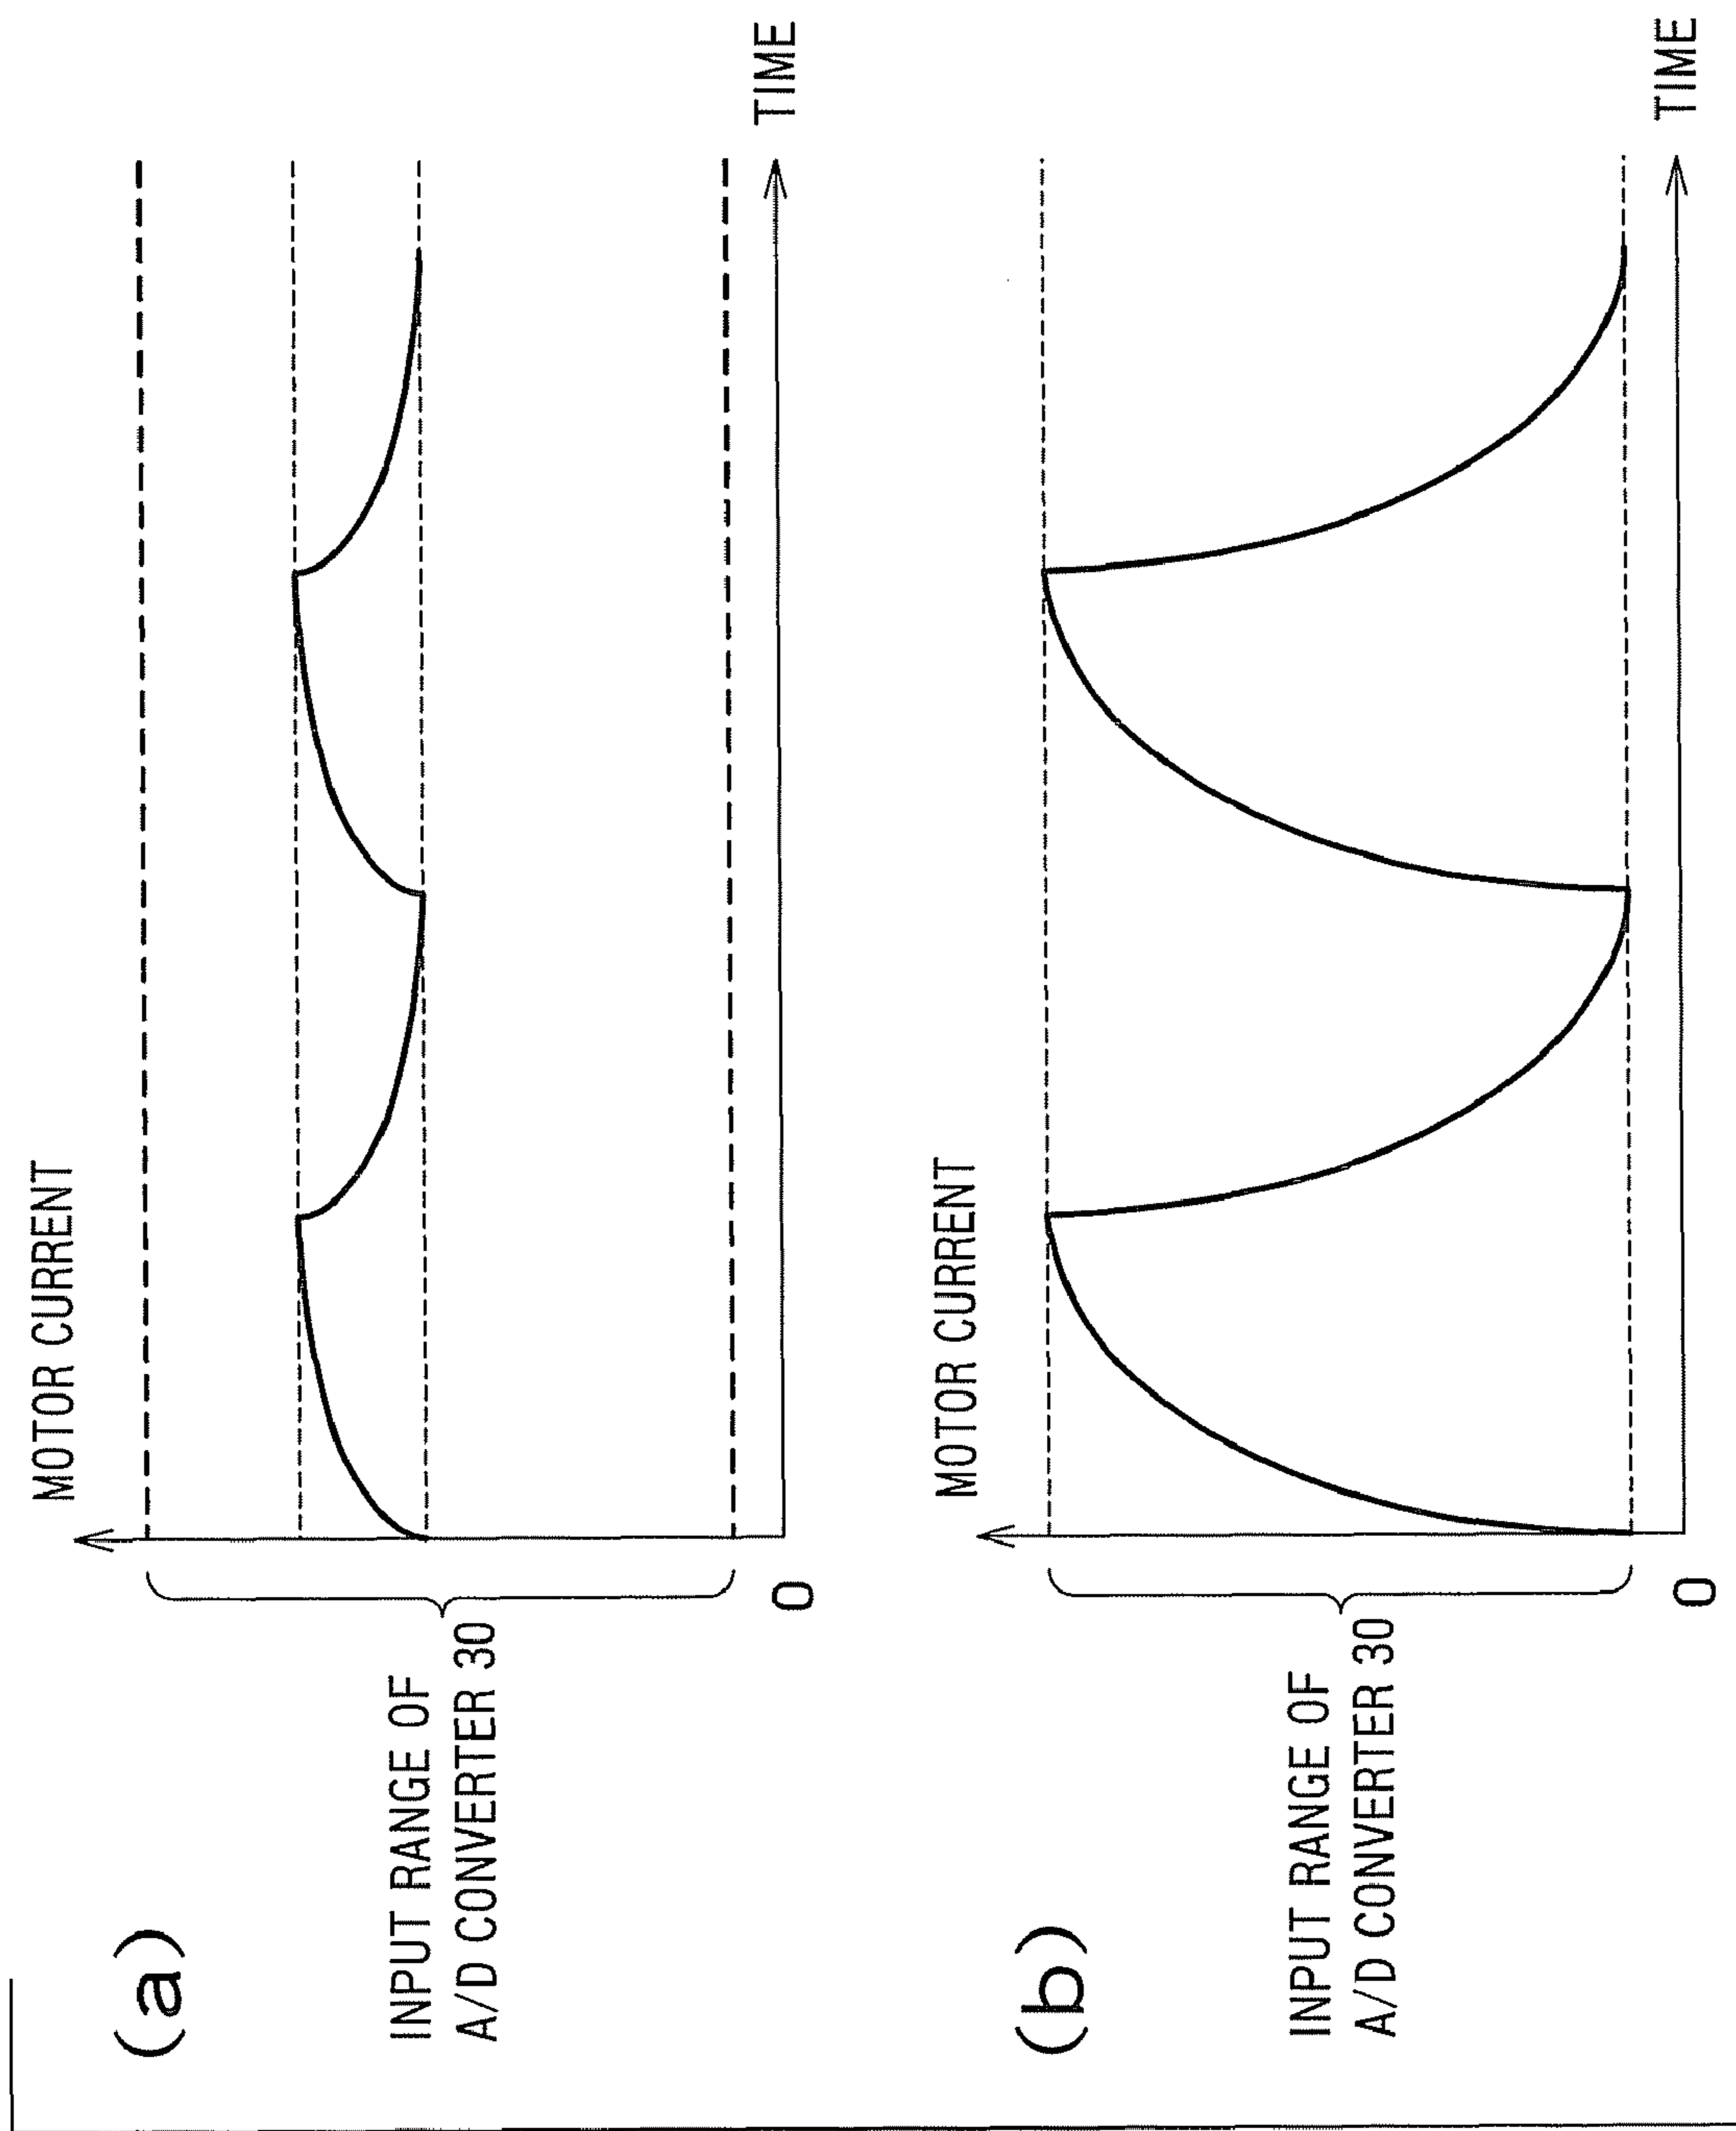 (a)
MOTOR CURRENT
INPUT RANGE OF
A/D CONVERTER 30
0
TIME
(b)
MOTOR CURRENT
INPUT RANGE OF
A/D CONVERTER 30
0
TIME